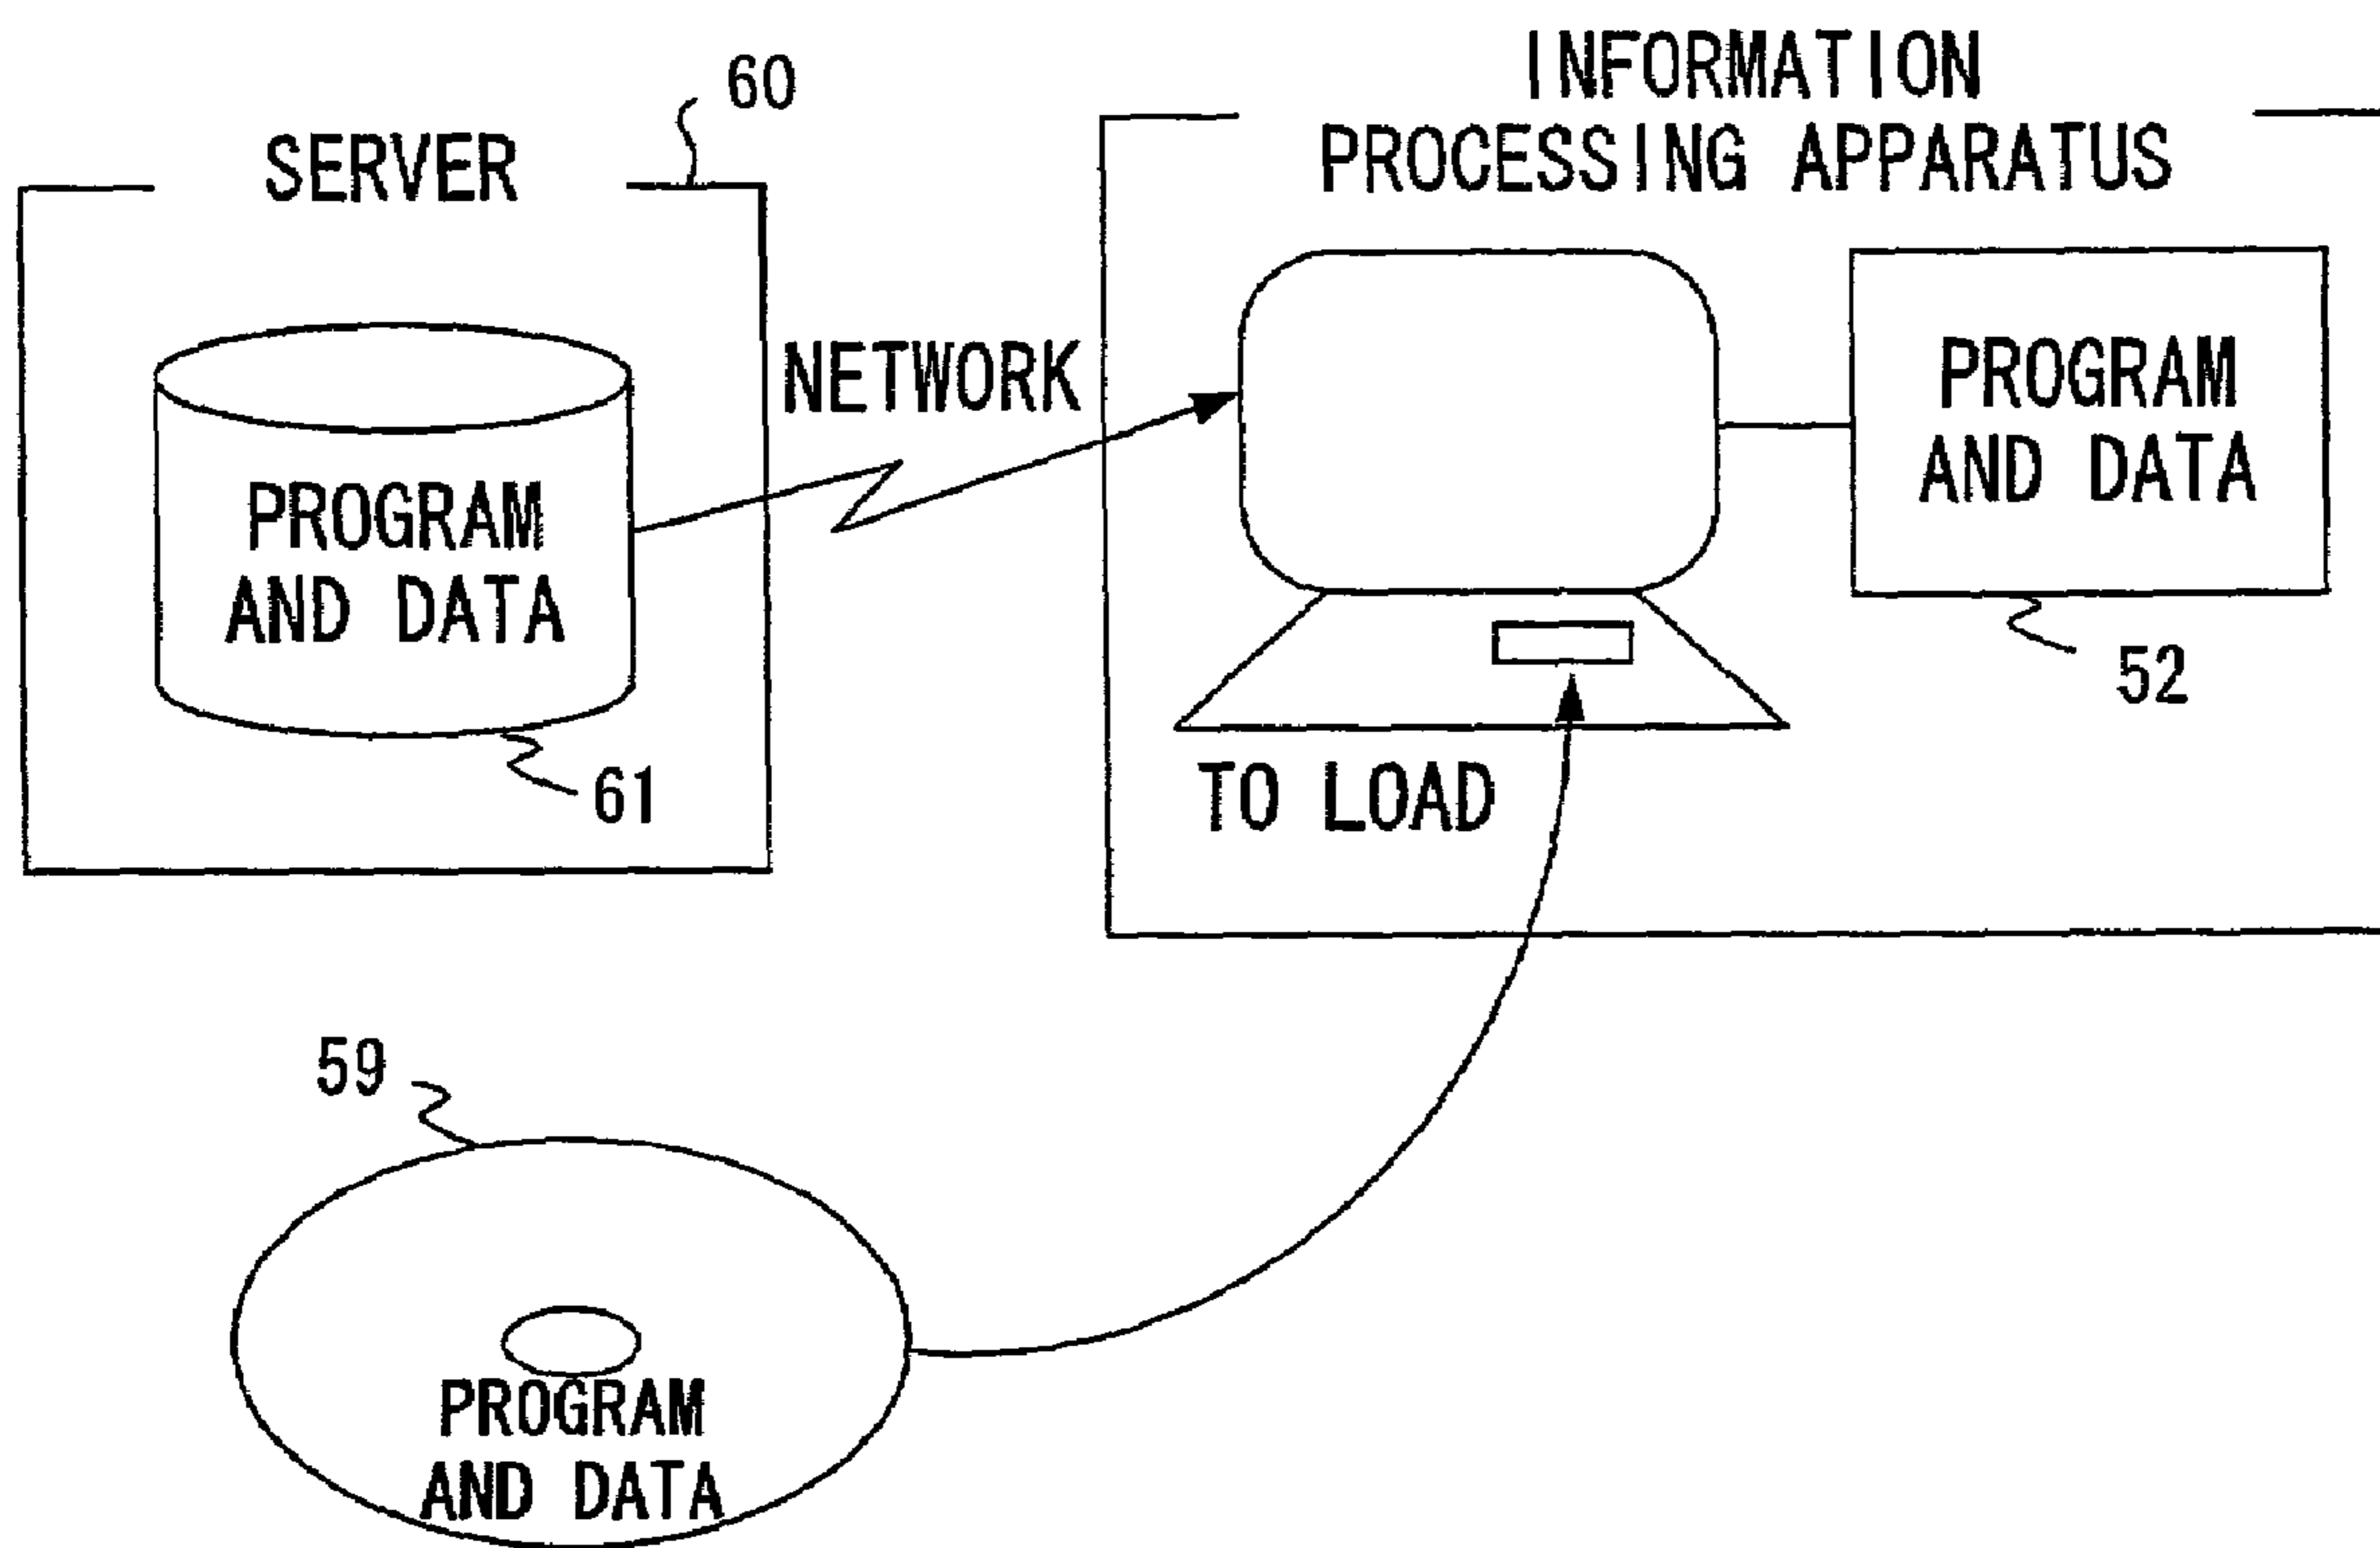 60
SERVER
INFORMATION
PROCESSING APPARATUS
NETWORK
PROGRAM
AND DATA
61
PROGRAM
AND DATA
52
TO LOAD
59
PROGRAM
AND DATA